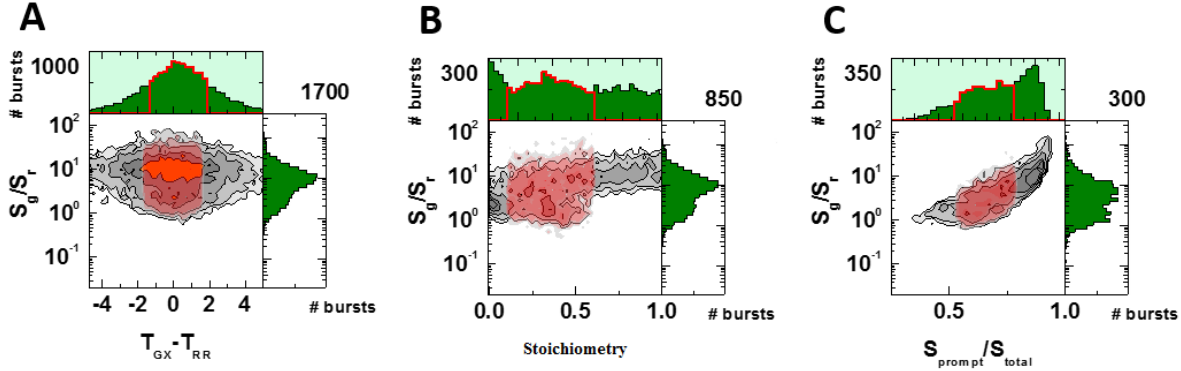 A
B
C
# bursts
1000
1700
# bursts
300
850
# bursts
350
300
S_g/S_r
10^2
10^1
10^0
10^-1
-4 -2 0 2 4
# bursts
T_GX-T_RR
S_g/S_r
10^2
10^1
10^0
10^-1
0.0 0.5 1.0
# bursts
Stoichiometry
S_g/S_r
10^2
10^1
10^0
10^-1
0.5 1.0
# bursts
S_prompt/S_total